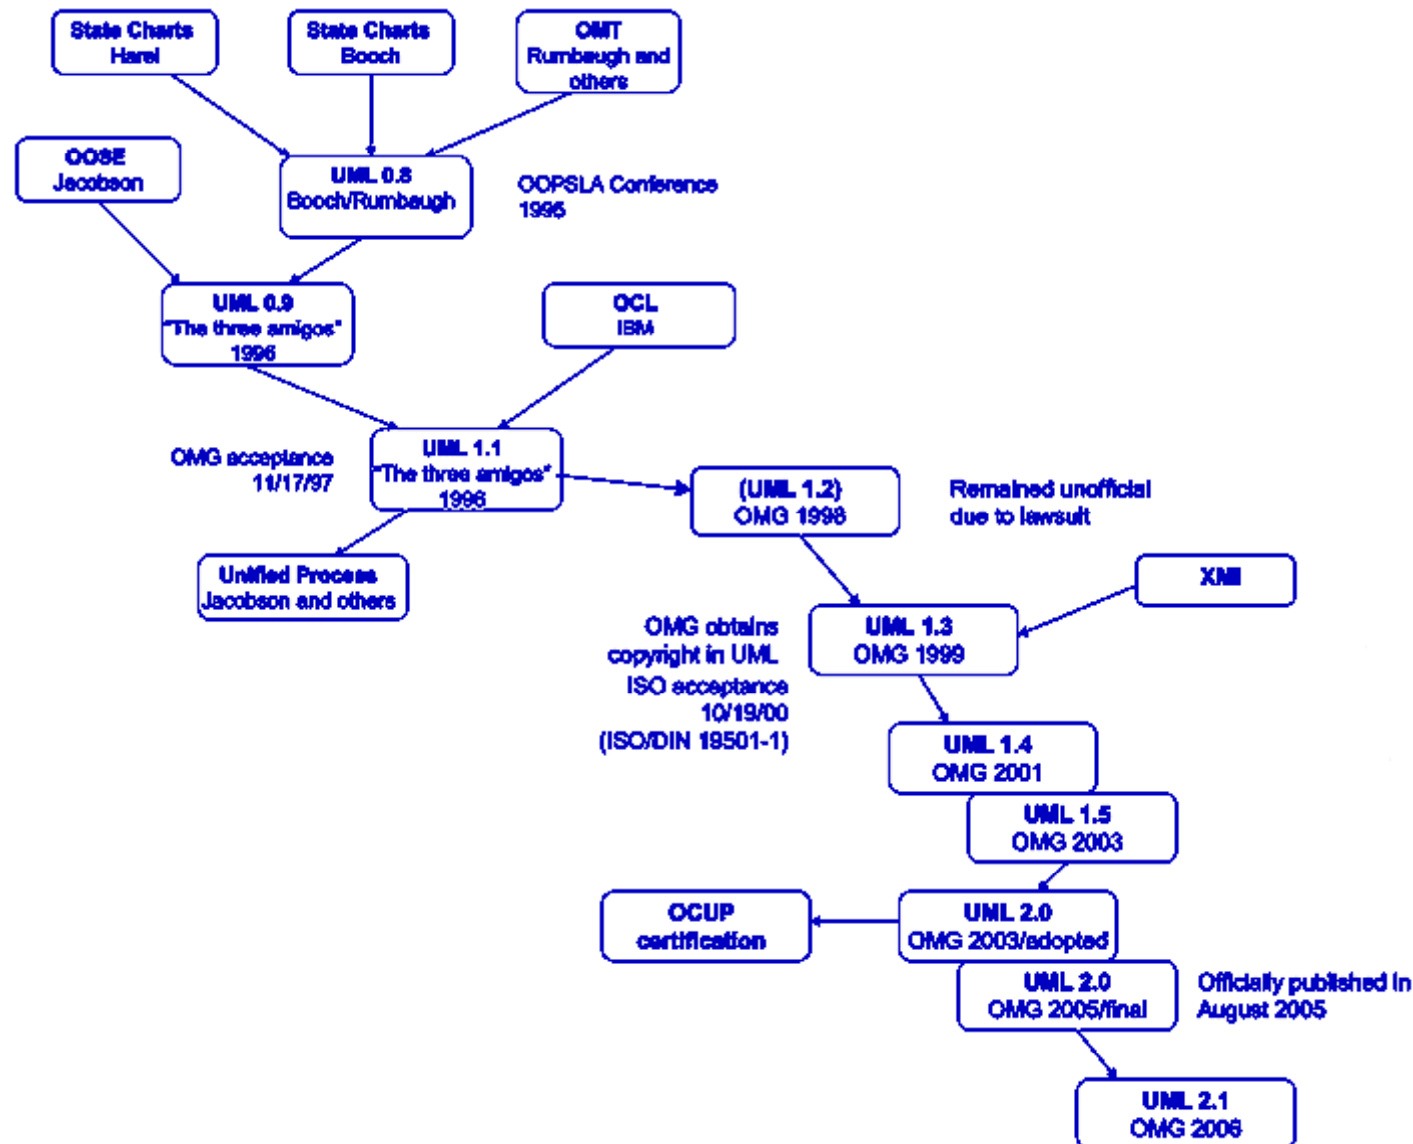 State Charts
Harel
State Charts
Booch
OMT
Rumbaugh and
others
OOSE
Jacobson
UML 0.8
Booch/Rumbaugh
OOPSLA Conference
1995
UML 0.9
"The three amigos"
1996
OCL
IBM
OMG acceptance
11/17/97
UML 1.1
"The three amigos"
1996
(UML 1.2)
OMG 1998
Remained unofficial
due to lawsuit
Unified Process
Jacobson and others
XMI
OMG obtains
copyright in UML
ISO acceptance
10/19/00
(ISO/DIN 19501-1)
UML 1.3
OMG 1999
UML 1.4
OMG 2001
UML 1.5
OMG 2003
OCUP
certification
UML 2.0
OMG 2003/adopted
UML 2.0
OMG 2005/final
Officially published in
August 2005
UML 2.1
OMG 2006